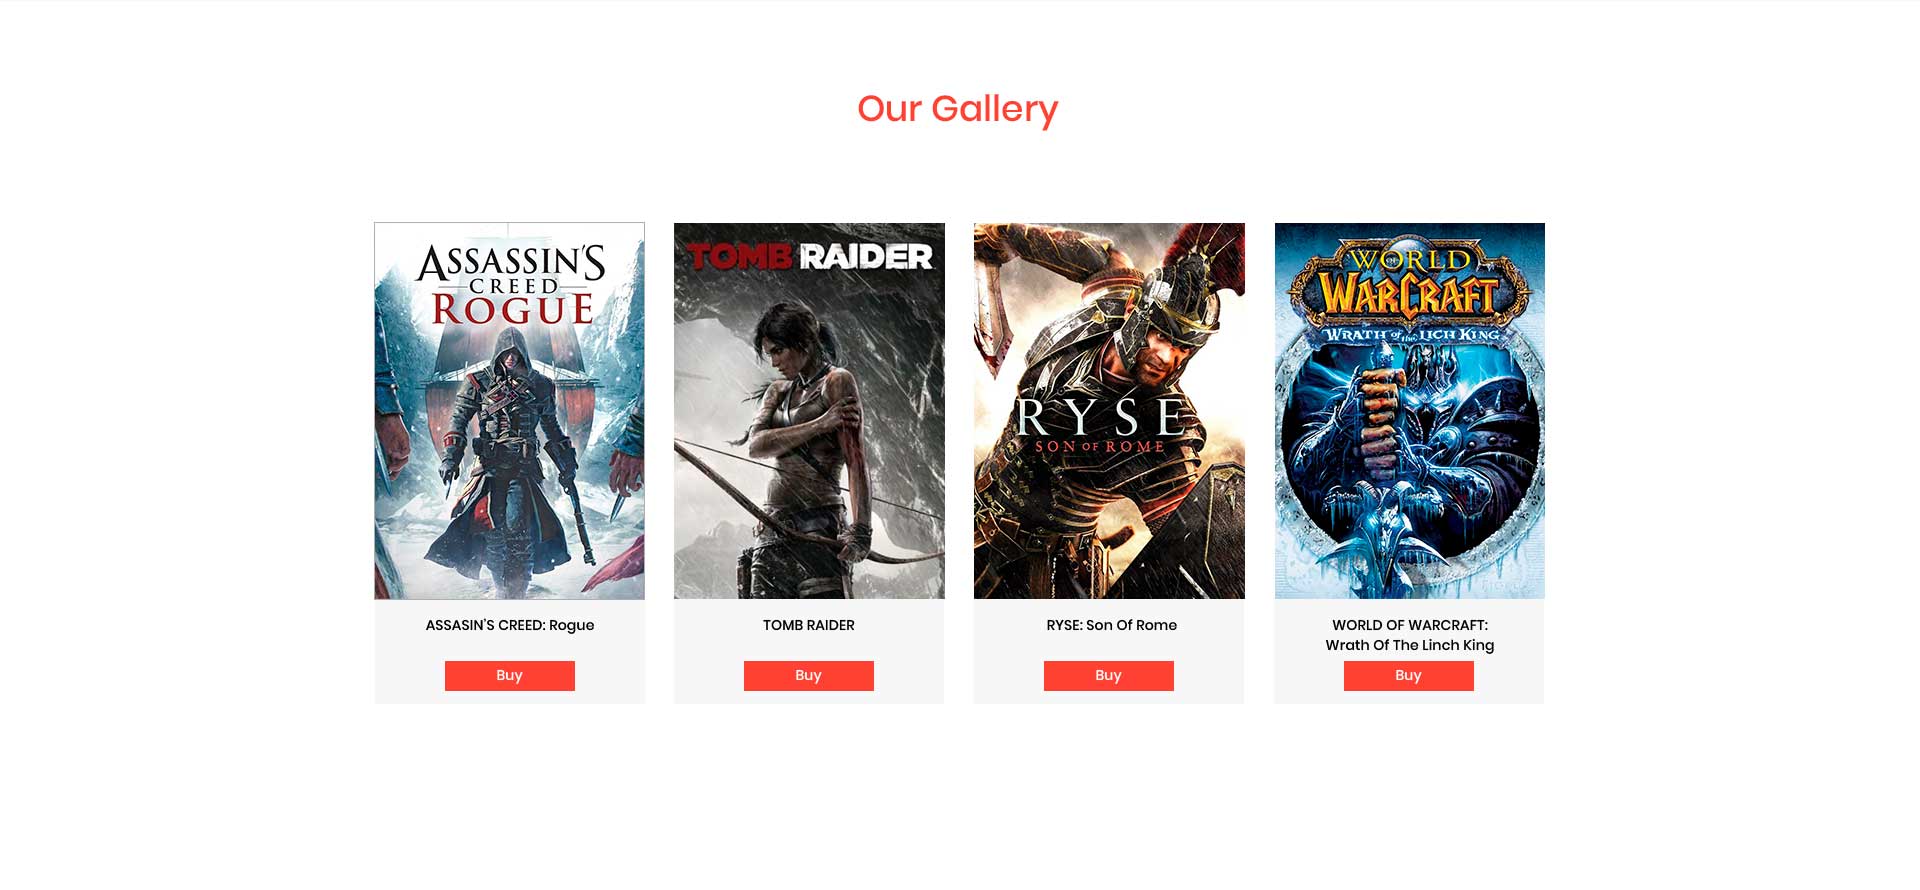 Our Gallery
ASSASSIN'S
CREED
ROGUE
TOMB RAIDER
RYSE
SON OF ROME
WORLD
OF
WARCRAFT
WRATH of the LICH KING
ASSASIN'S CREED: Rogue
Buy
TOMB RAIDER
Buy
RYSE: Son Of Rome
Buy
WORLD OF WARCRAFT:
Wrath Of The Linch King
Buy